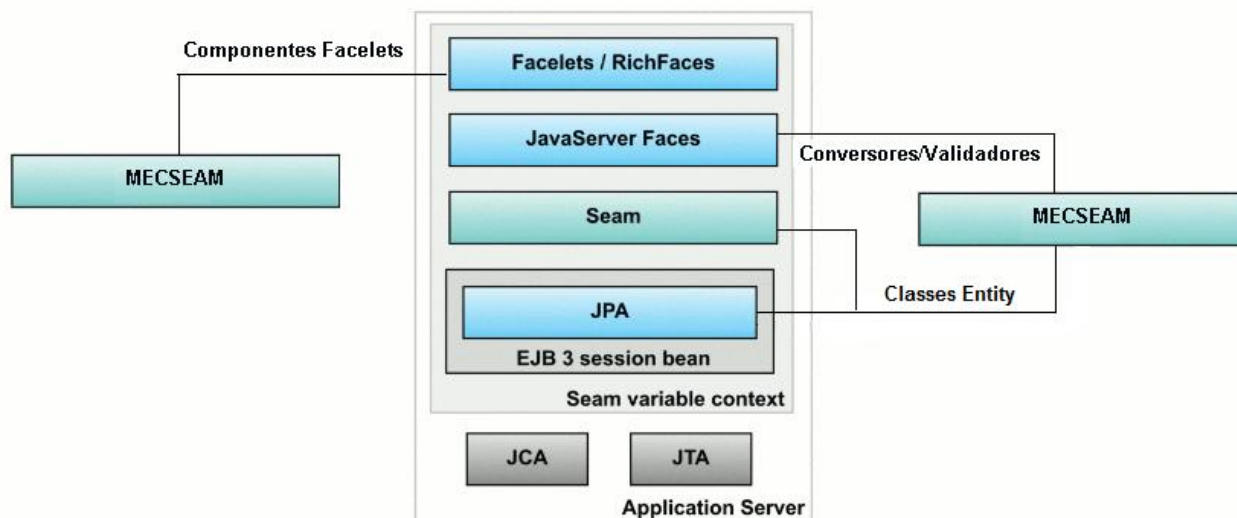 Componentes Facelets
Facelets / RichFaces
JavaServer Faces
Conversores/Validadores
MECSEAM
MECSEAM
Seam
Classes Entity
JPA
EJB 3 session bean
Seam variable context
JCA
JTA
Application Server